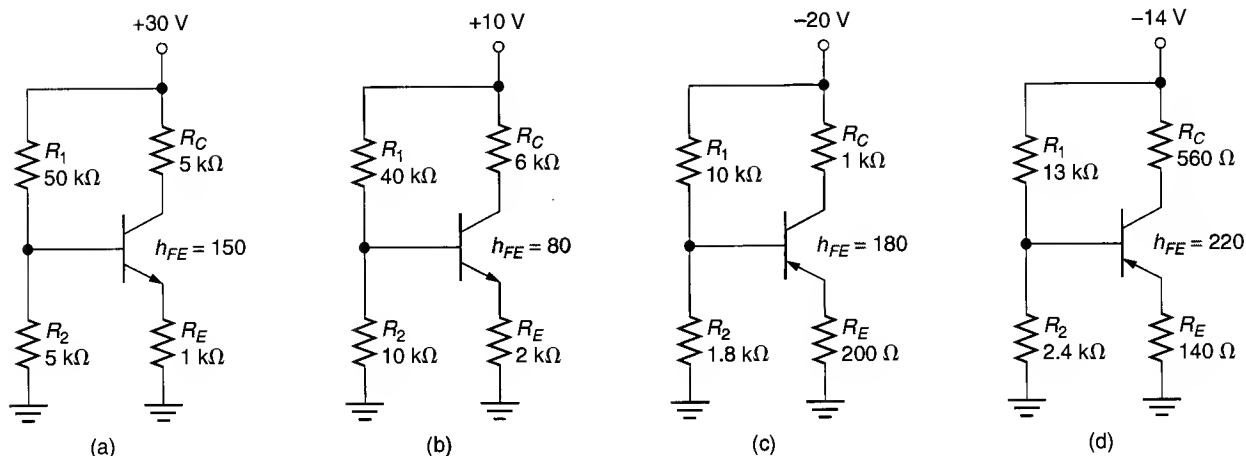 +30 V
R1
50 kΩ
RC
5 kΩ
hFE = 150
R2
5 kΩ
RE
1 kΩ
(a)
+10 V
R1
40 kΩ
RC
6 kΩ
hFE = 80
R2
10 kΩ
RE
2 kΩ
(b)
–20 V
R1
10 kΩ
RC
1 kΩ
hFE = 180
R2
1.8 kΩ
RE
200 Ω
(c)
–14 V
R1
13 kΩ
RC
560 Ω
hFE = 220
R2
2.4 kΩ
RE
140 Ω
(d)